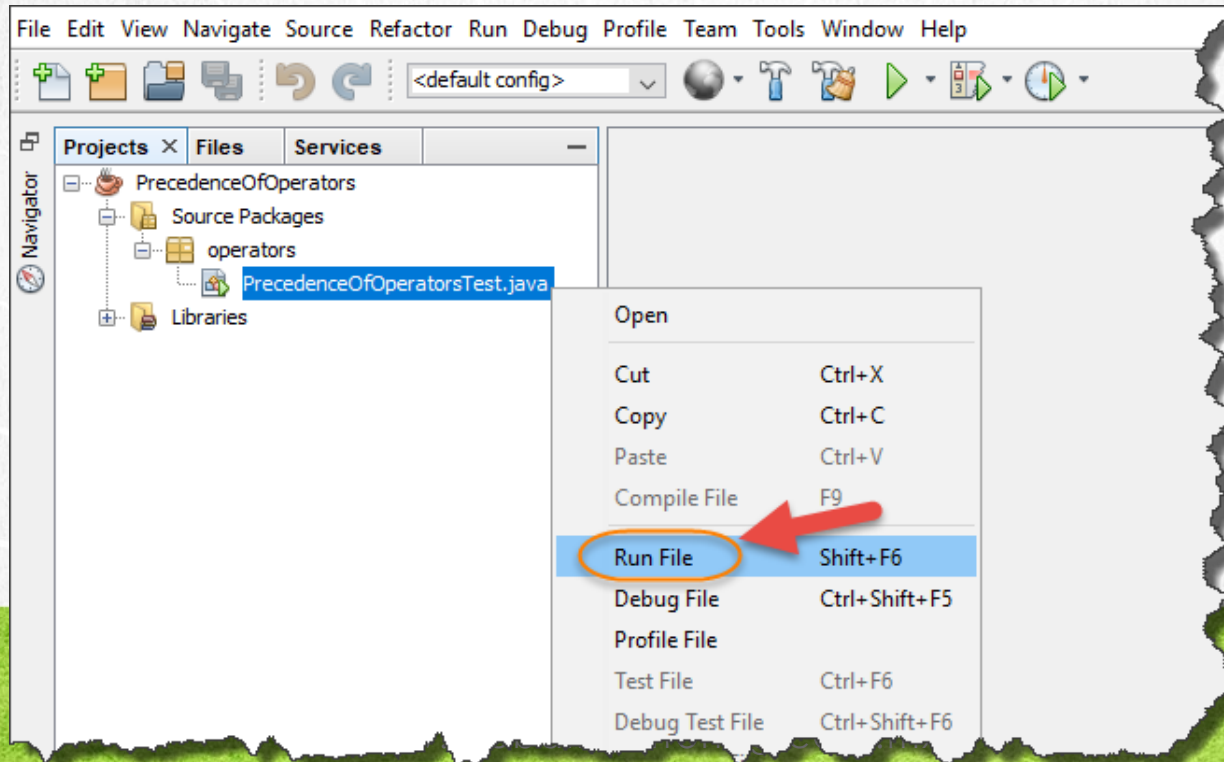 File Edit View Navigate Source Refactor Run Debug Profile Team Tools Window Help
<default config>
Projects Files Services
Navigator
PrecedenceOfOperators
Source Packages
operators
PrecedenceOfOperatorsTest.java
Libraries
Open
Cut Ctrl+X
Copy Ctrl+C
Paste Ctrl+V
Compile File F9
Run File Shift+F6
Debug File Ctrl+Shift+F5
Profile File
Test File Ctrl+F6
Debug Test File Ctrl+Shift+F6